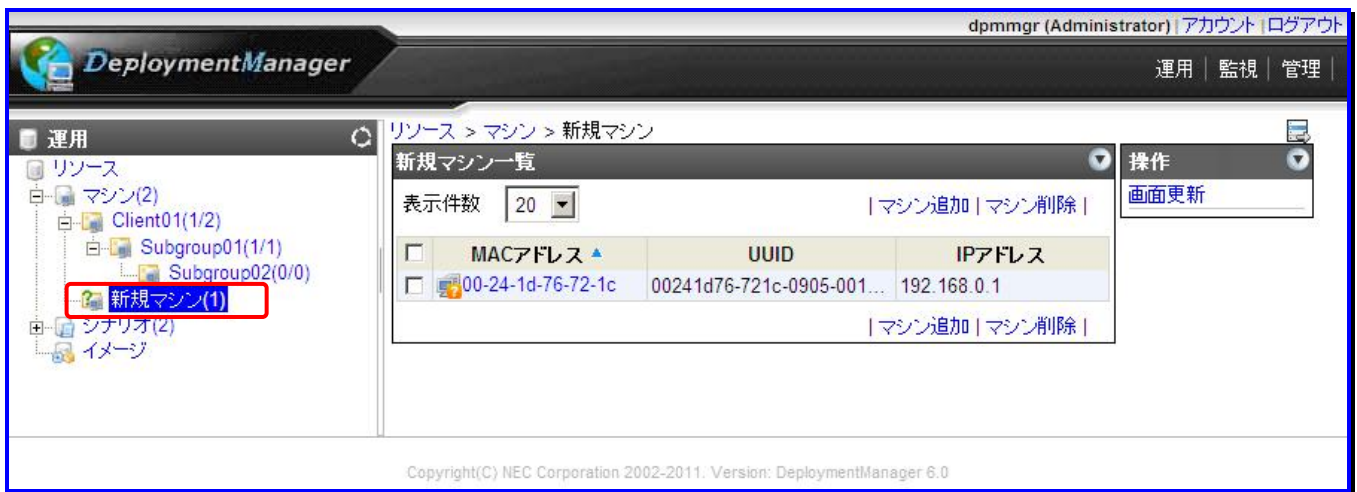 dpmmgr (Administrator) | アカウント | ログアウト
DeploymentManager
運用 | 監視 | 管理 |
運用
リソース
マシン(2)
Client01(1/2)
Subgroup01(1/1)
Subgroup02(0/0)
新規マシン(1)
シナリオ(2)
イメージ
リソース > マシン > 新規マシン
新規マシン一覧
表示件数 20 | マシン追加 | マシン削除 |
MACアドレス ▲ UUID IPアドレス
00-24-1d-76-72-1c 00241d76-721c-0905-001... 192.168.0.1
| マシン追加 | マシン削除 |
操作
画面更新
Copyright(C) NEC Corporation 2002-2011. Version: DeploymentManager 6.0